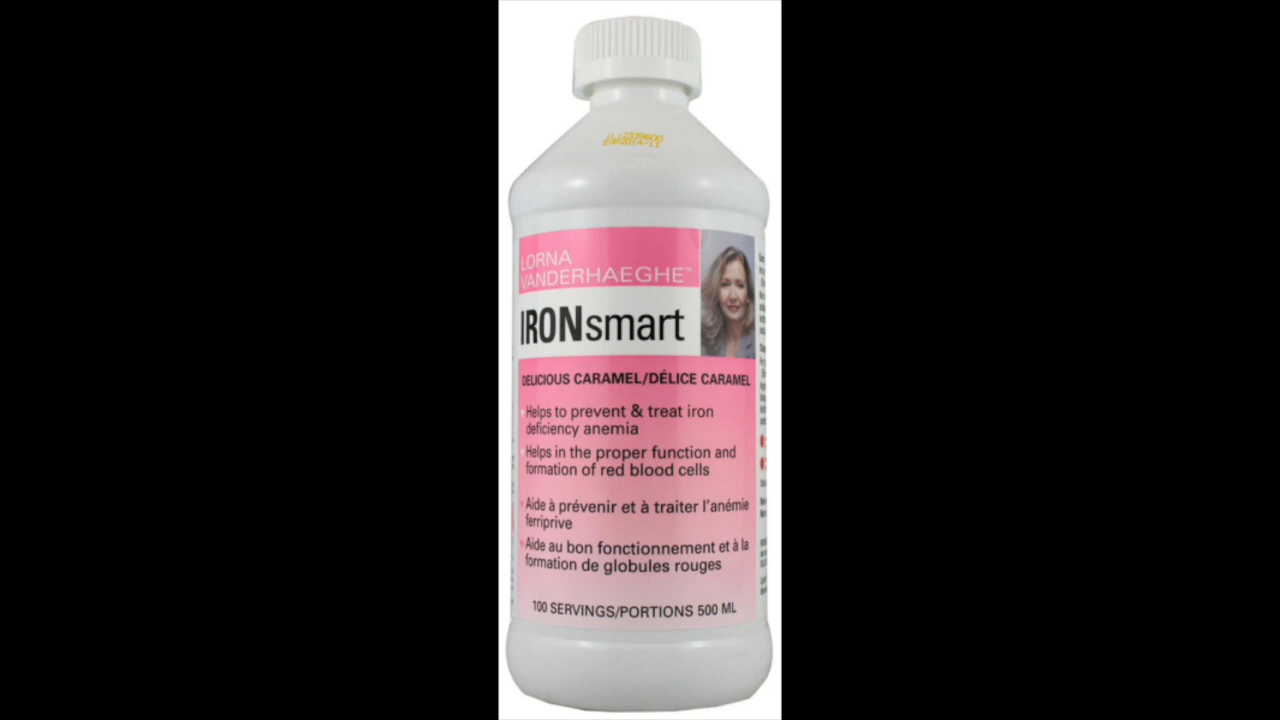 LORNA
VANDERHAEGHE™
IRONsmart
DELICIOUS CARAMEL/DÉLICE CARAMEL
Helps to prevent & treat iron
deficiency anemia
Helps in the proper function and
formation of red blood cells
Aide à prévenir et à traiter l'anémie
ferriprive
Aide au bon fonctionnement et à la
formation de globules rouges
100 SERVINGS/PORTIONS 500 ML